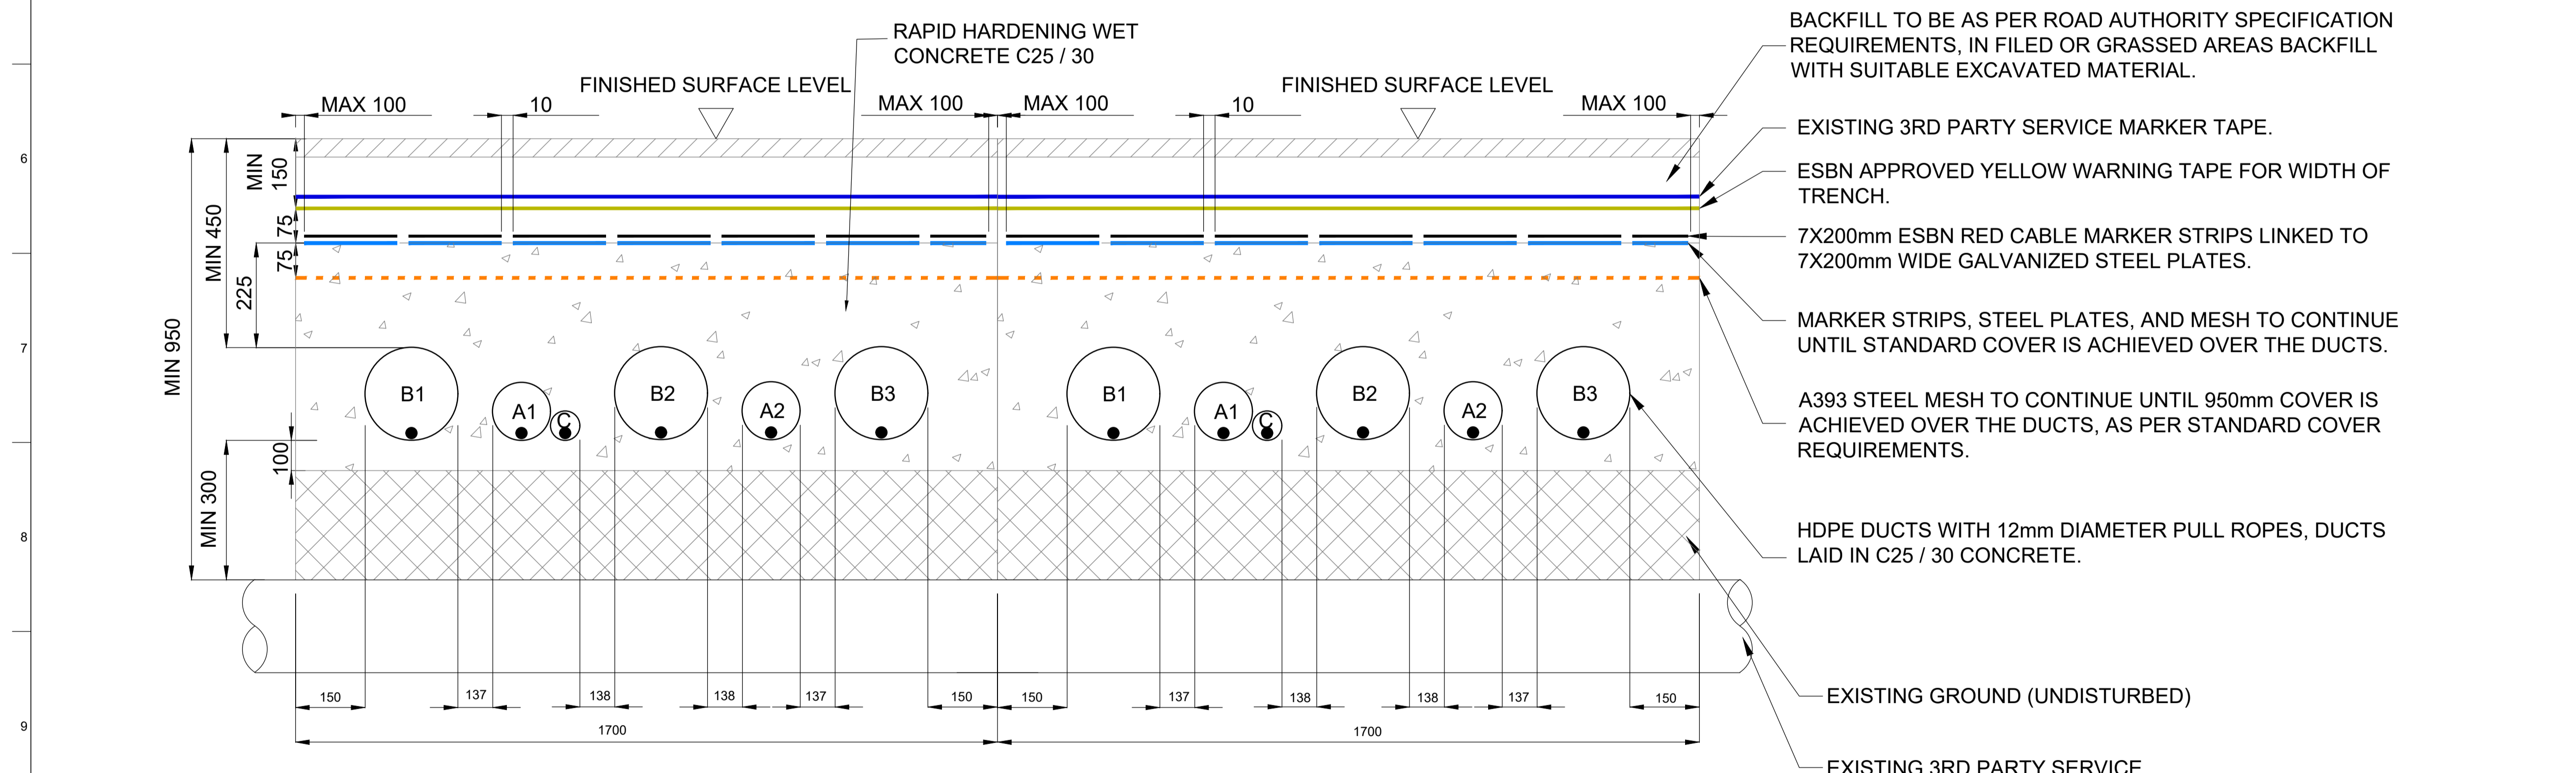 RAPID HARDENING WET
CONCRETE C25 / 30
BACKFILL TO BE AS PER ROAD AUTHORITY SPECIFICATION
REQUIREMENTS, IN FILED OR GRASSED AREAS BACKFILL
WITH SUITABLE EXCAVATED MATERIAL.
FINISHED SURFACE LEVEL
FINISHED SURFACE LEVEL
MAX 100
10
MAX 100
MAX 100
10
MAX 100
EXISTING 3RD PARTY SERVICE MARKER TAPE.
ESBN APPROVED YELLOW WARNING TAPE FOR WIDTH OF
TRENCH.
7X200mm ESBN RED CABLE MARKER STRIPS LINKED TO
7X200mm WIDE GALVANIZED STEEL PLATES.
MARKER STRIPS, STEEL PLATES, AND MESH TO CONTINUE
UNTIL STANDARD COVER IS ACHIEVED OVER THE DUCTS.
A393 STEEL MESH TO CONTINUE UNTIL 950mm COVER IS
ACHIEVED OVER THE DUCTS, AS PER STANDARD COVER
REQUIREMENTS.
HDPE DUCTS WITH 12mm DIAMETER PULL ROPES, DUCTS
LAID IN C25 / 30 CONCRETE.
EXISTING GROUND (UNDISTURBED)
EXISTING 3RD PARTY SERVICE
6
7
8
9
MIN 950
MIN 450
MIN
150
75
75
225
MIN 300
100
B1
A1
C
B2
A2
B3
B1
A1
C
B2
A2
B3
150
137
138
138
137
150
150
137
138
138
137
150
1700
1700